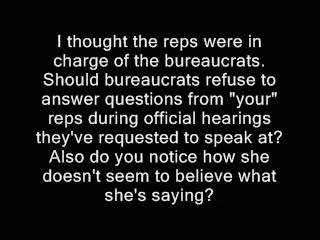 I thought the reps were in
charge of the bureaucrats.
Should bureaucrats refuse to
answer questions from "your"
reps during official hearings
they've requested to speak at?
Also do you notice how she
doesn't seem to believe what
she's saying?